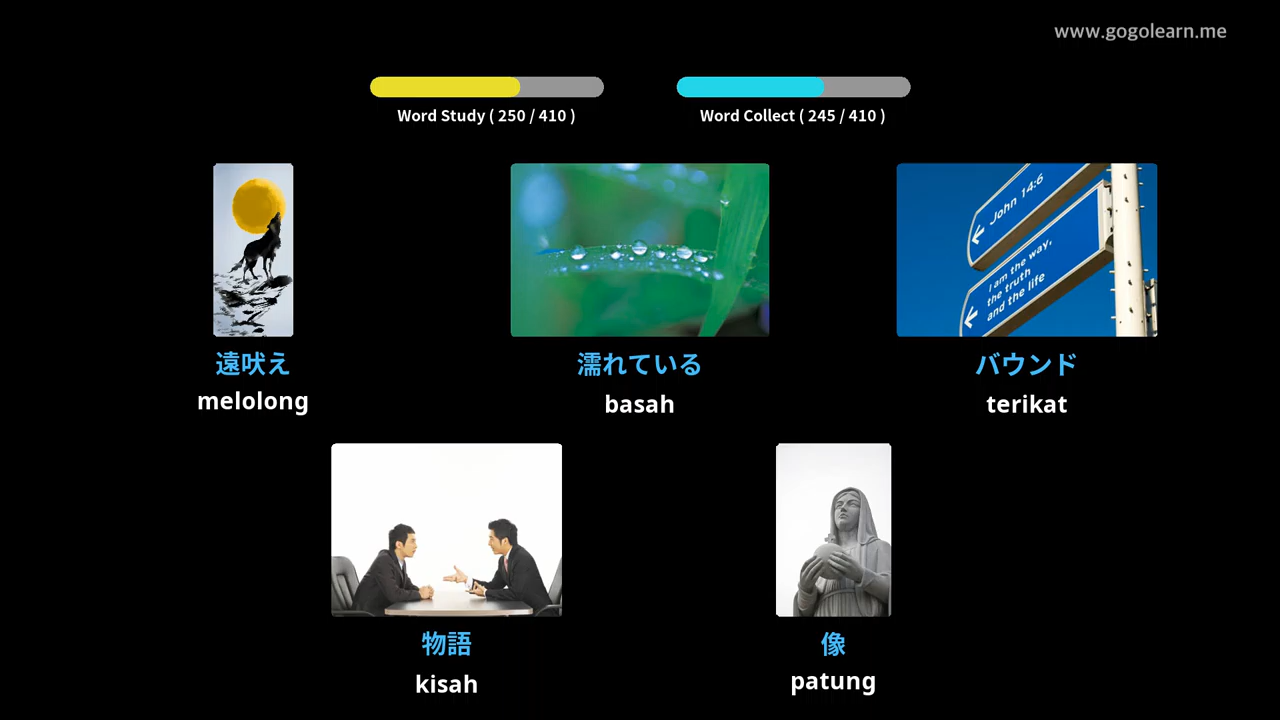 www.gogolearn.me
Word Study ( 250 / 410 )
Word Collect ( 245 / 410 )
John 14:6
I am the way,
the truth
and the life
遠吠え
melolong
濡れている
basah
バウンド
terikat
物語
kisah
像
patung